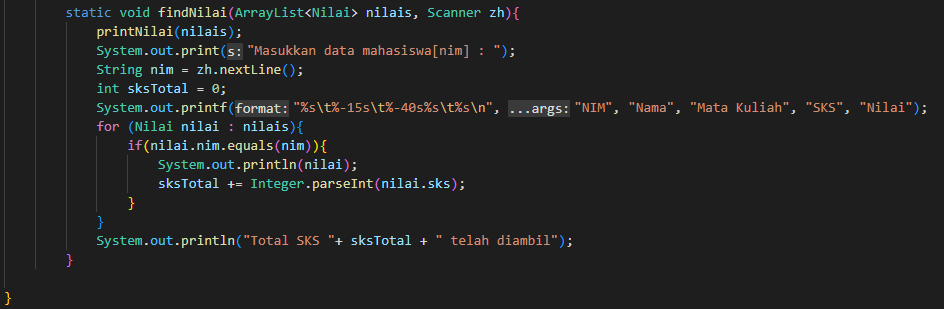 static void findNilai(ArrayList<Nilai> nilais, Scanner zh){
printNilai(nilais);
System.out.print(s: "Masukkan data mahasiswa[nim] : ");
String nim = zh.nextLine();
int sksTotal = 0;
System.out.printf(format: "%s\t%-15s\t%-40s%s\t%s\n", ...args: "NIM", "Nama", "Mata Kuliah", "SKS", "Nilai");
for (Nilai nilai : nilais){
if(nilai.nim.equals(nim)){
System.out.println(nilai);
sksTotal += Integer.parseInt(nilai.sks);
}
}
System.out.println("Total SKS "+ sksTotal + " telah diambil");
}
}